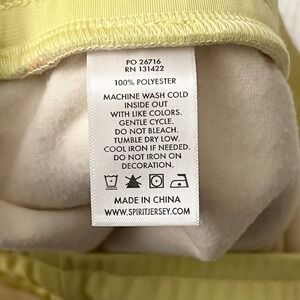 PO 26716
RN 131422
100% POLYESTER
MACHINE WASH COLD
INSIDE OUT
WITH LIKE COLORS.
GENTLE CYCLE.
DO NOT BLEACH.
TUMBLE DRY LOW.
COOL IRON IF NEEDED.
DO NOT IRON ON
DECORATION.
MADE IN CHINA
WWW.SPIRITJERSEY.COM